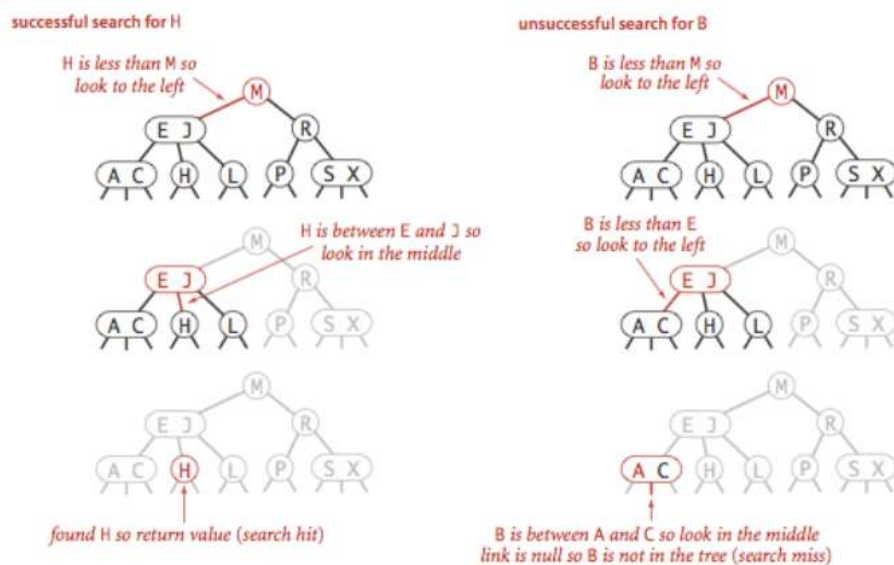 successful search for H
H is less than M so
look to the left
M
E J
R
A C
H
L
P
S X
H is between E and J so
look in the middle
M
E J
R
A C
H
L
P
S X
M
E J
R
A C
H
L
P
S X
found H so return value (search hit)
unsuccessful search for B
B is less than M so
look to the left
M
E J
R
A C
H
L
P
S X
B is less than E
so look to the left
M
E J
R
A C
H
L
P
S X
M
E J
R
A C
H
L
P
S X
B is between A and C so look in the middle
link is null so B is not in the tree (search miss)